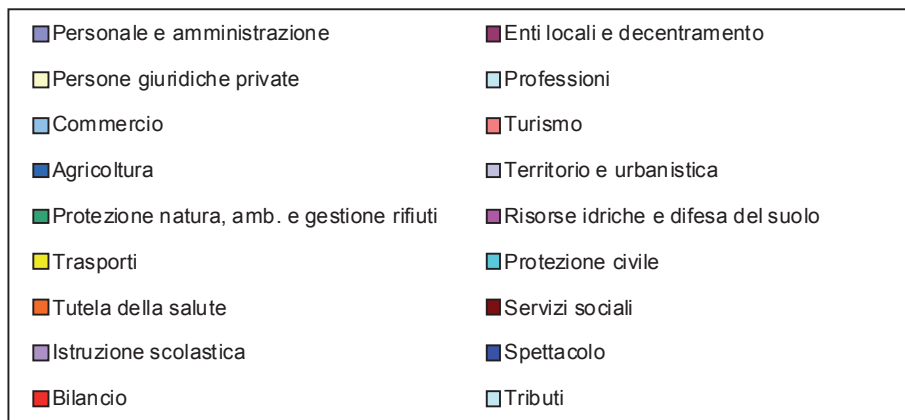 Personale e amministrazione
Enti locali e decentramento
Persone giuridiche private
Professioni
Commercio
Turismo
Agricoltura
Territorio e urbanistica
Protezione natura, amb. e gestione rifiuti
Risorse idriche e difesa del suolo
Trasporti
Protezione civile
Tutela della salute
Servizi sociali
Istruzione scolastica
Spettacolo
Bilancio
Tributi